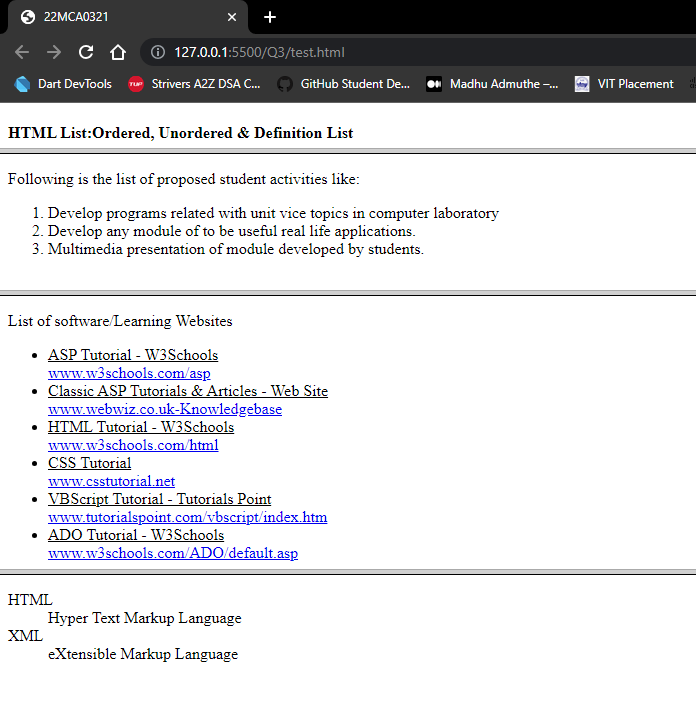 22MCA0321
127.0.0.1:5500/Q3/test.html
Dart DevTools Strivers A2Z DSA C... GitHub Student De... Madhu Admuthe –... VIT Placement
HTML List:Ordered, Unordered & Definition List
Following is the list of proposed student activities like:
1. Develop programs related with unit vice topics in computer laboratory
2. Develop any module of to be useful real life applications.
3. Multimedia presentation of module developed by students.
List of software/Learning Websites
• ASP Tutorial - W3Schools
www.w3schools.com/asp
• Classic ASP Tutorials & Articles - Web Site
www.webwiz.co.uk-Knowledgebase
• HTML Tutorial - W3Schools
www.w3schools.com/html
• CSS Tutorial
www.csstutorial.net
• VBScript Tutorial - Tutorials Point
www.tutorialspoint.com/vbscript/index.htm
• ADO Tutorial - W3Schools
www.w3schools.com/ADO/default.asp
HTML
Hyper Text Markup Language
XML
eXtensible Markup Language